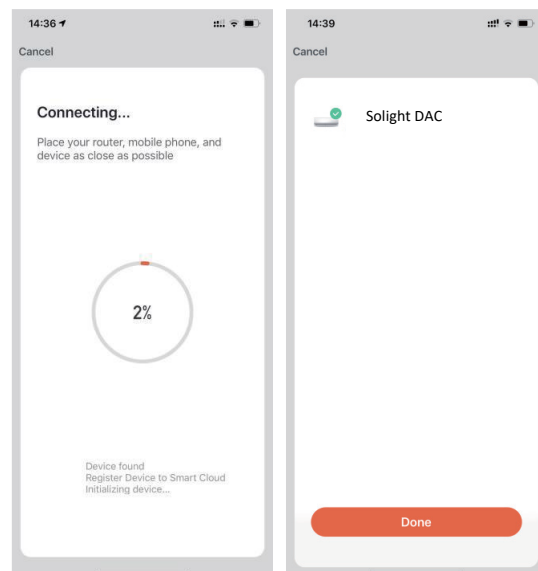 14:36
Cancel
Connecting...
Place your router, mobile phone, and
device as close as possible
2%
Device found
Register Device to Smart Cloud
Initializing device...
14:39
Cancel
Solight DAC
Done